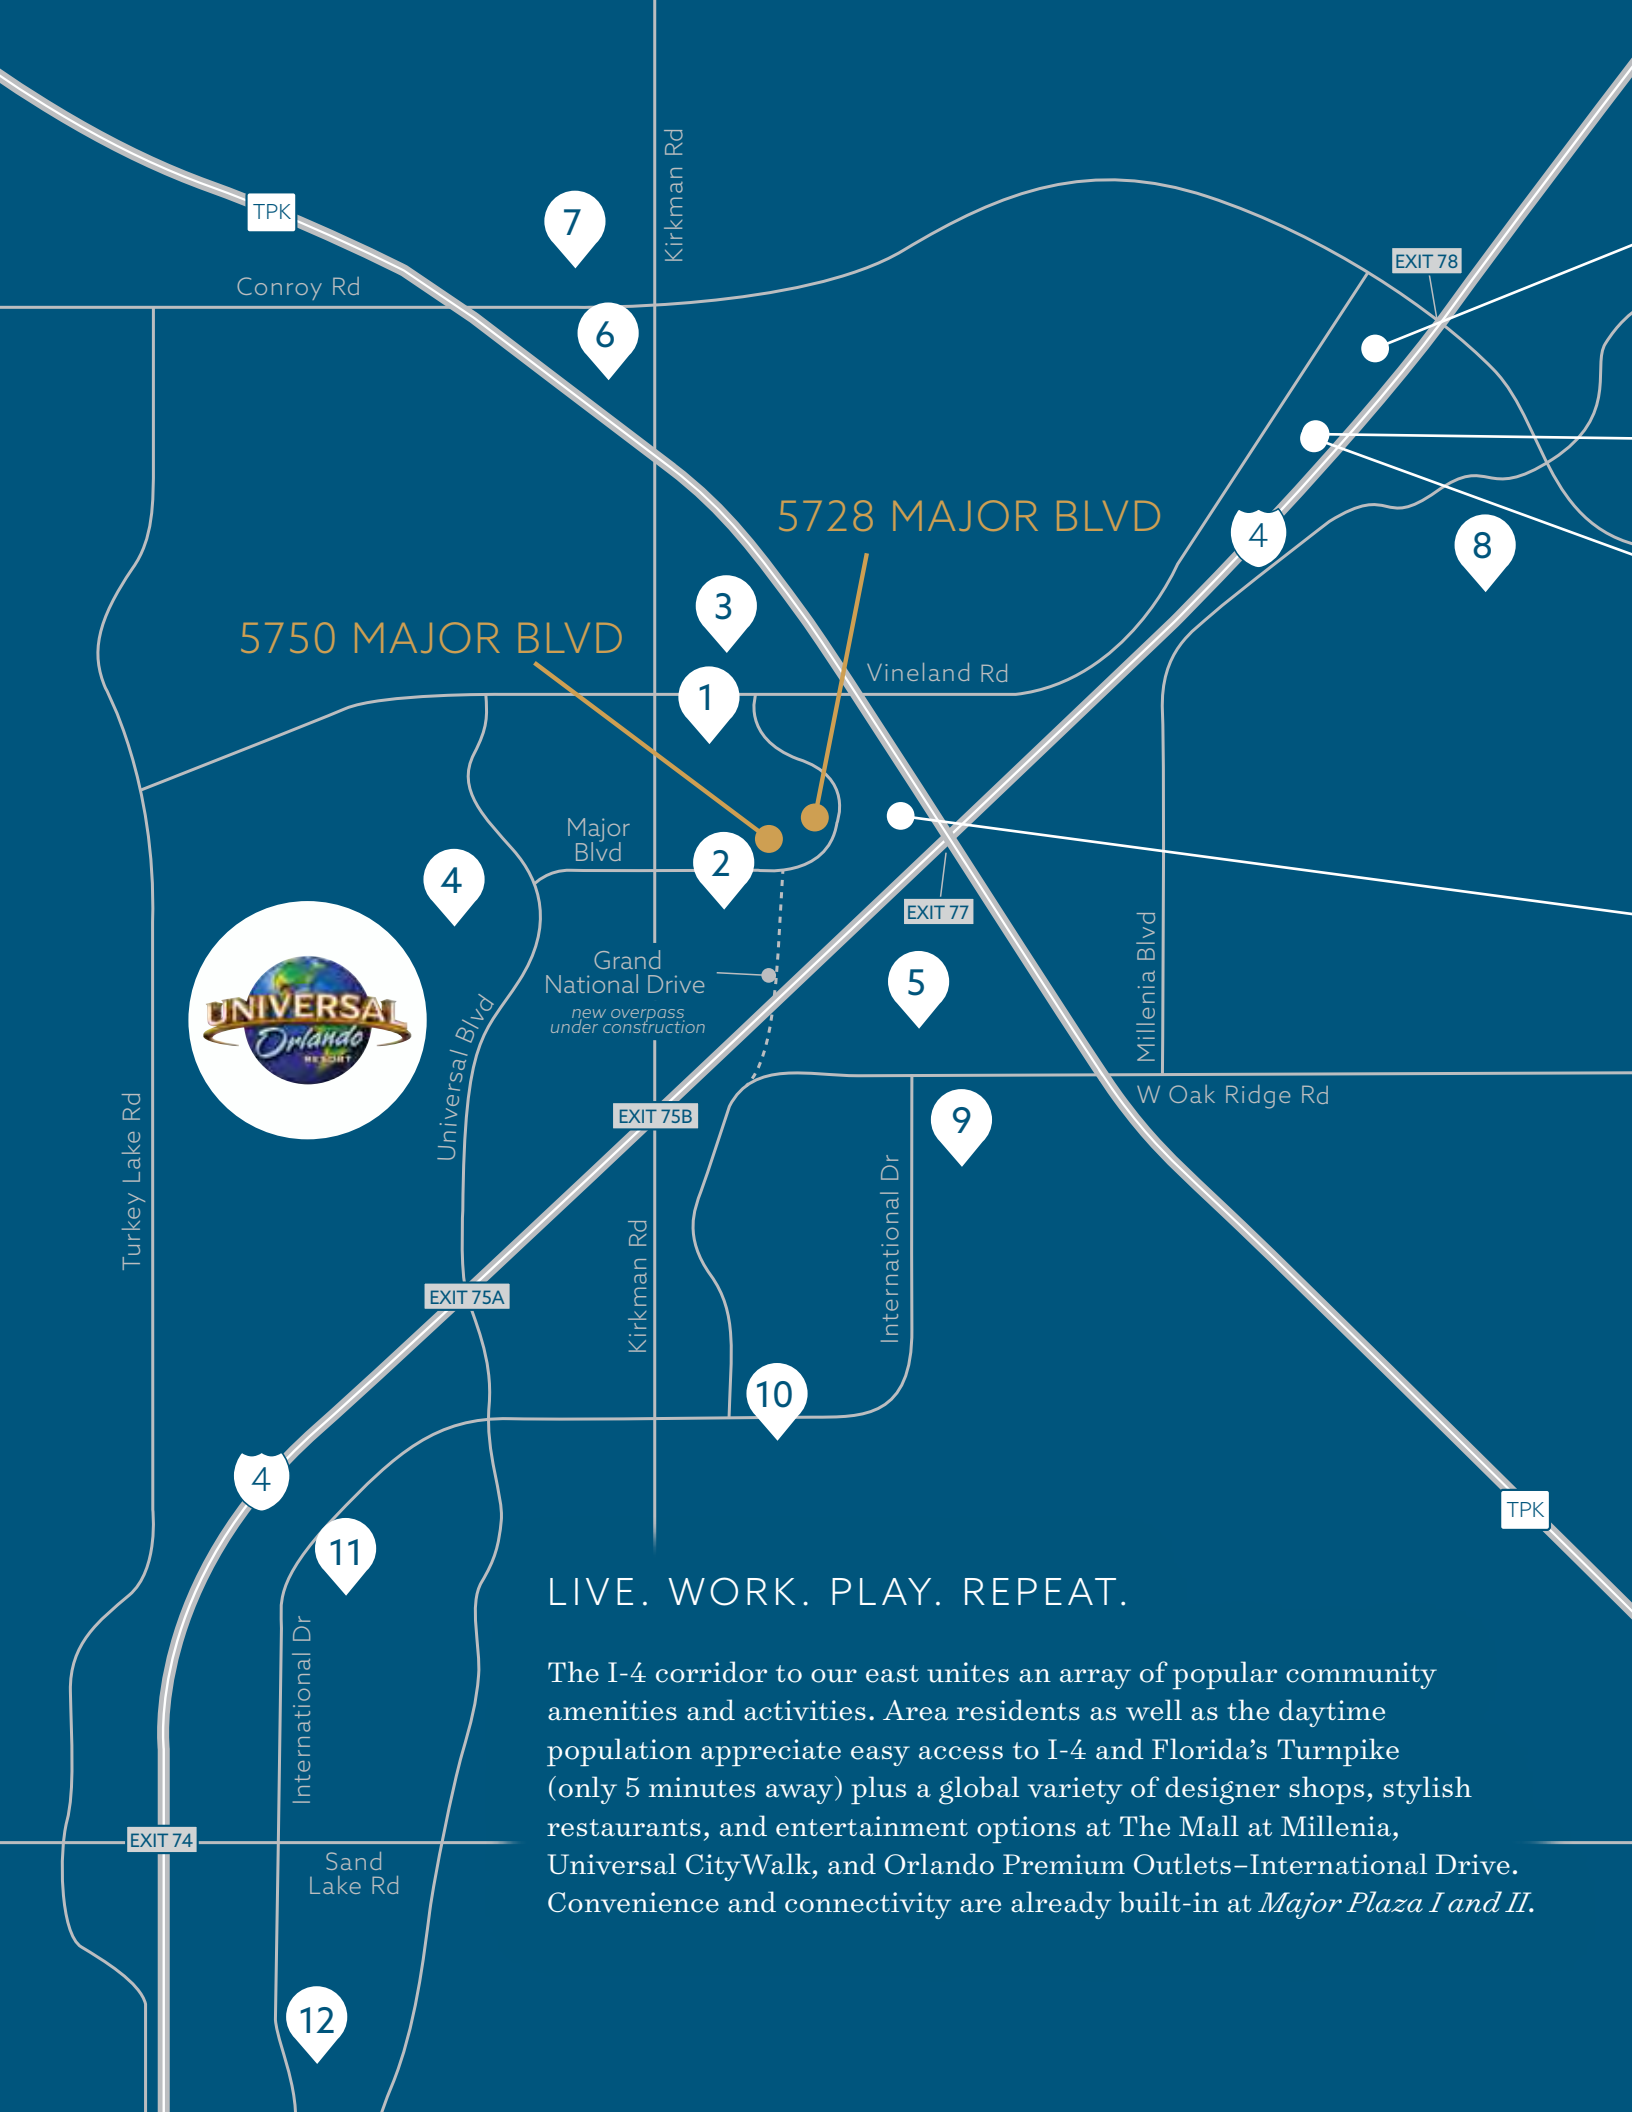 Kirkman Rd
TPK
7
Conroy Rd
EXIT 78
6
5728 MAJOR BLVD
4
8
3
5750 MAJOR BLVD
Vineland Rd
1
Major
Blvd
2
4
EXIT 77
Grand
National Drive
new overpass
under construction
5
Millenia Blvd
UNIVERSAL
Orlando
RESORT
Universal Blvd
W Oak Ridge Rd
EXIT 75B
9
Turkey Lake Rd
Kirkman Rd
International Dr
EXIT 75A
10
4
TPK
11
LIVE. WORK. PLAY. REPEAT.
International Dr
The I-4 corridor to our east unites an array of popular community
amenities and activities. Area residents as well as the daytime
population appreciate easy access to I-4 and Florida’s Turnpike
(only 5 minutes away) plus a global variety of designer shops, stylish
restaurants, and entertainment options at The Mall at Millenia,
Universal CityWalk, and Orlando Premium Outlets–International Drive.
Convenience and connectivity are already built-in at Major Plaza I and II.
EXIT 74
Sand
Lake Rd
12